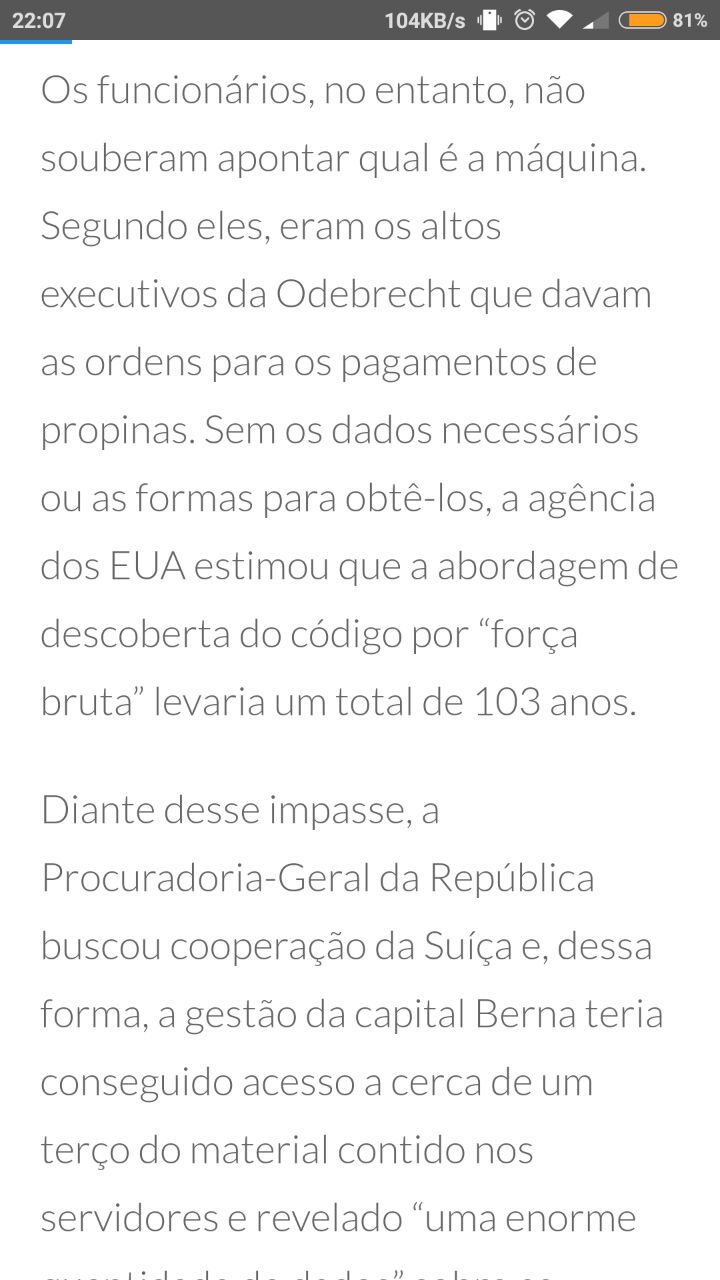 22:07 104KB/s 81%
Os funcionários, no entanto, não
souberam apontar qual é a máquina.
Segundo eles, eram os altos
executivos da Odebrecht que davam
as ordens para os pagamentos de
propinas. Sem os dados necessários
ou as formas para obtê-los, a agência
dos EUA estimou que a abordagem de
descoberta do código por “força
bruta” levaria um total de 103 anos.
Diante desse impasse, a
Procuradoria-Geral da República
buscou cooperação da Suíça e, dessa
forma, a gestão da capital Berna teria
conseguido acesso a cerca de um
terço do material contido nos
servidores e revelado “uma enorme